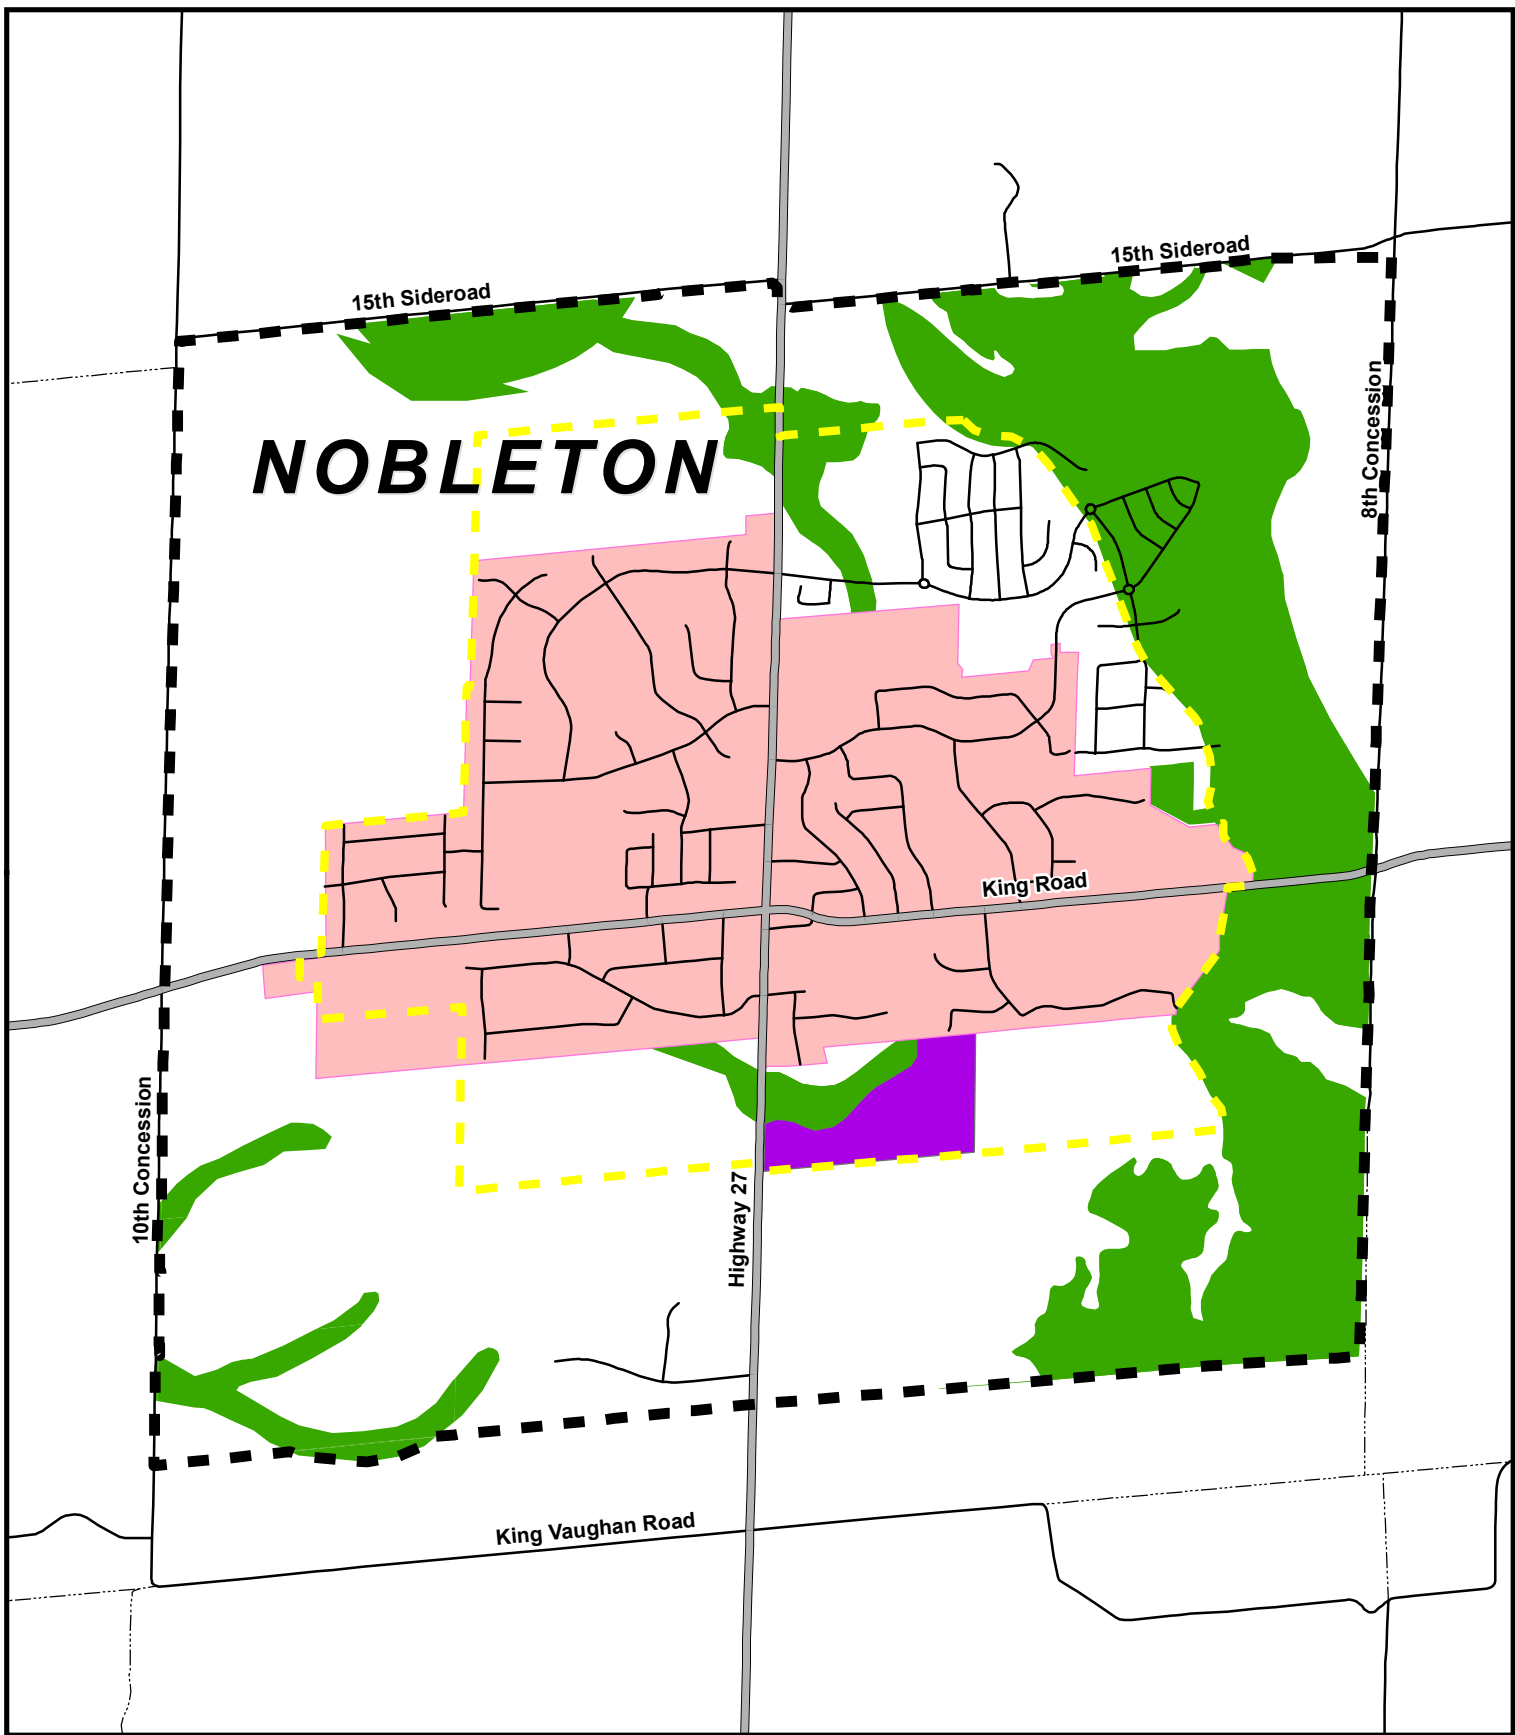 15th Sideroad
15th Sideroad
NOBLETON
8th Concession
King Road
10th Concession
Highway 27
King Vaughan Road